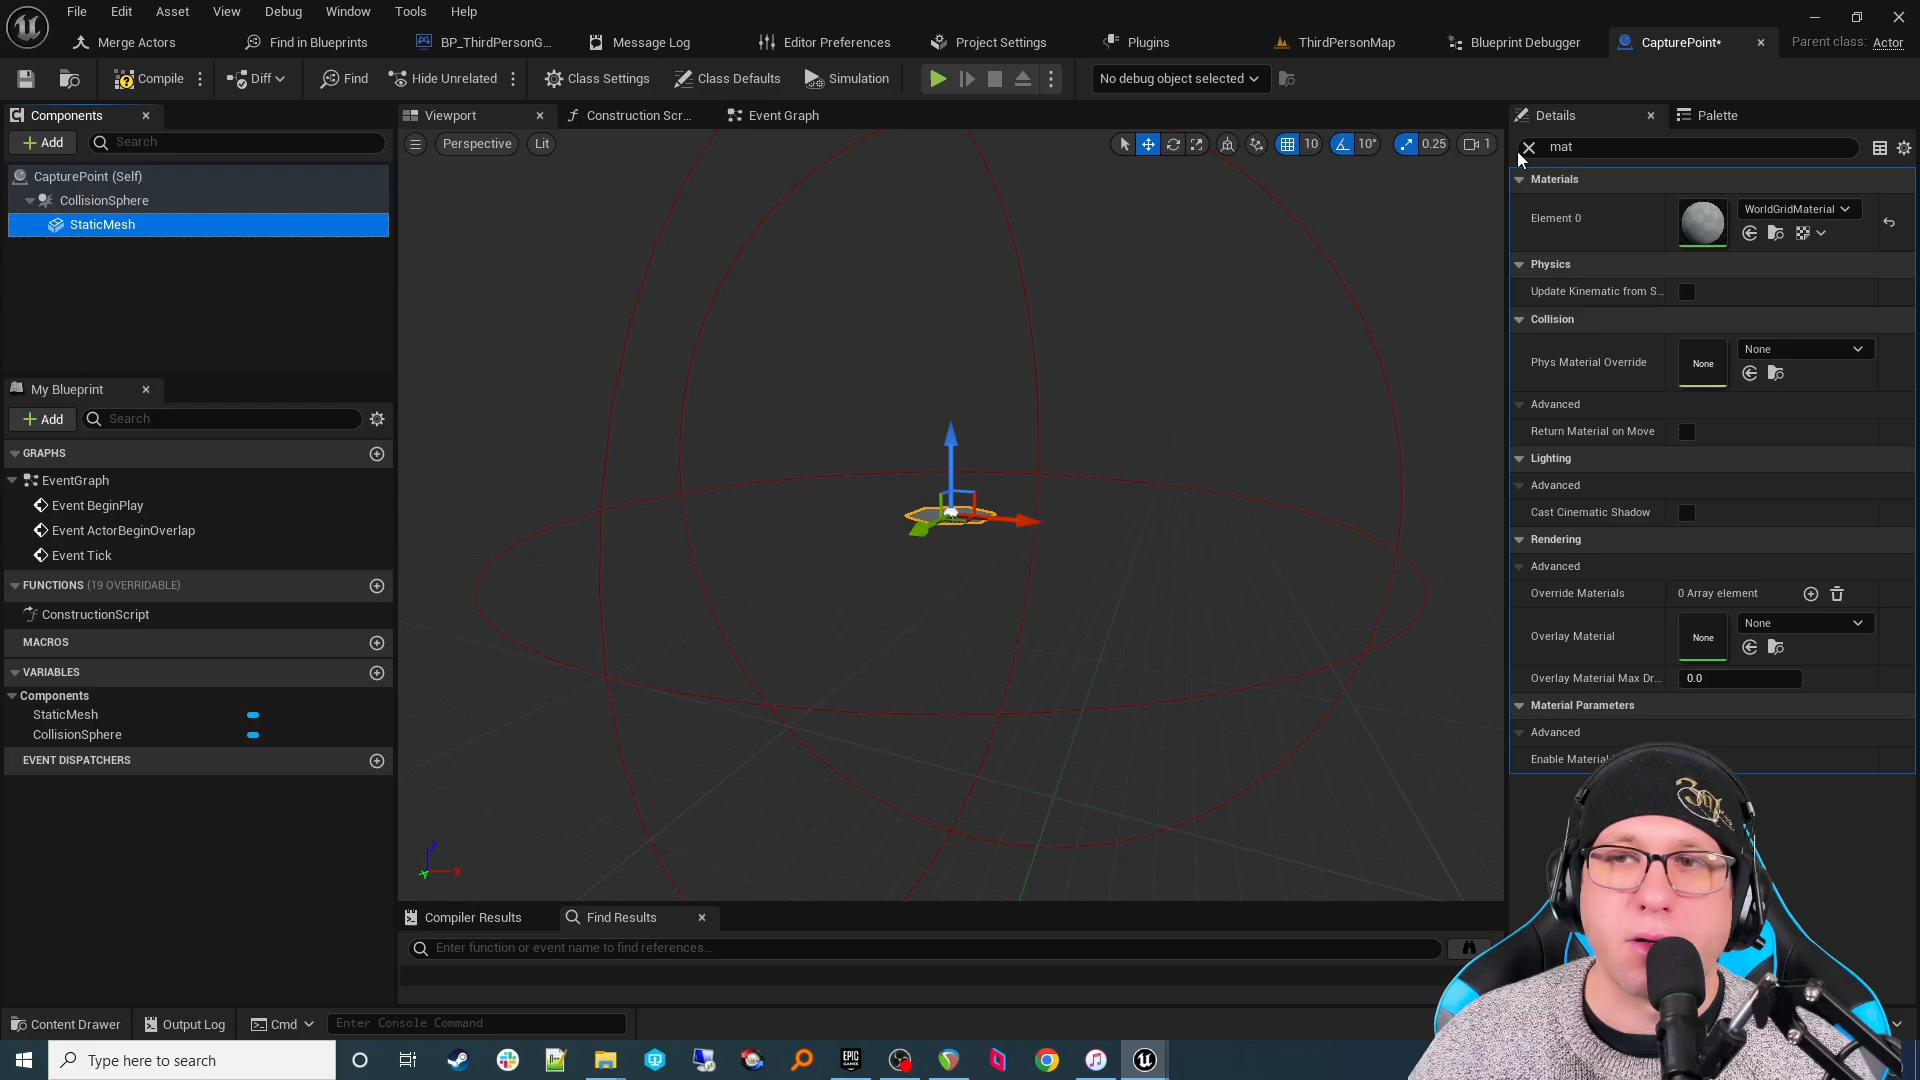 File Edit Asset View Debug Window Tools Help
Merge Actors Find in Blueprints BP_ThirdPersonG... Message Log Editor Preferences Project Settings Plugins ThirdPersonMap Blueprint Debugger CapturePoint* Parent class: Actor
Compile Diff Find Hide Unrelated Class Settings Class Defaults Simulation No debug object selected
Components
Add Search
CapturePoint (Self)
CollisionSphere
StaticMesh
My Blueprint
Add Search
GRAPHS
EventGraph
Event BeginPlay
Event ActorBeginOverlap
Event Tick
FUNCTIONS (19 OVERRIDABLE)
ConstructionScript
MACROS
VARIABLES
Components
StaticMesh
CollisionSphere
EVENT DISPATCHERS
Viewport Construction Scr... Event Graph
Perspective Lit 10 10° 0.25 1
Z
X
Y
Compiler Results Find Results
Enter function or event name to find references...
Details Palette
mat
Materials
Element 0 WorldGridMaterial
Physics
Update Kinematic from S...
Collision
Phys Material Override None None
Advanced
Return Material on Move
Lighting
Advanced
Cast Cinematic Shadow
Rendering
Advanced
Override Materials 0 Array element
Overlay Material None None
Overlay Material Max Dr... 0.0
Material Parameters
Advanced
Enable Material
Content Drawer Output Log Cmd Enter Console Command
Type here to search
EPIC GAMES